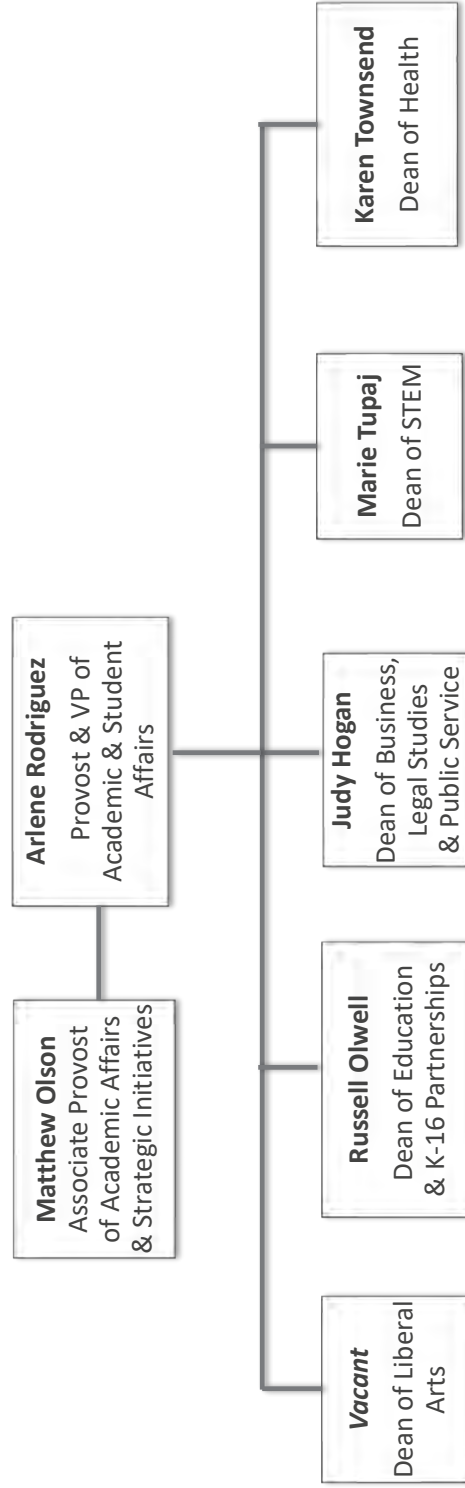 Matthew Olson
Associate Provost
of Academic Affairs
& Strategic Initiatives
Arlene Rodriguez
Provost & VP of
Academic & Student
Affairs
Vacant
Dean of Liberal
Arts
Russell Olwell
Dean of Education
& K-16 Partnerships
Judy Hogan
Dean of Business,
Legal Studies
& Public Service
Marie Tupaj
Dean of STEM
Karen Townsend
Dean of Health